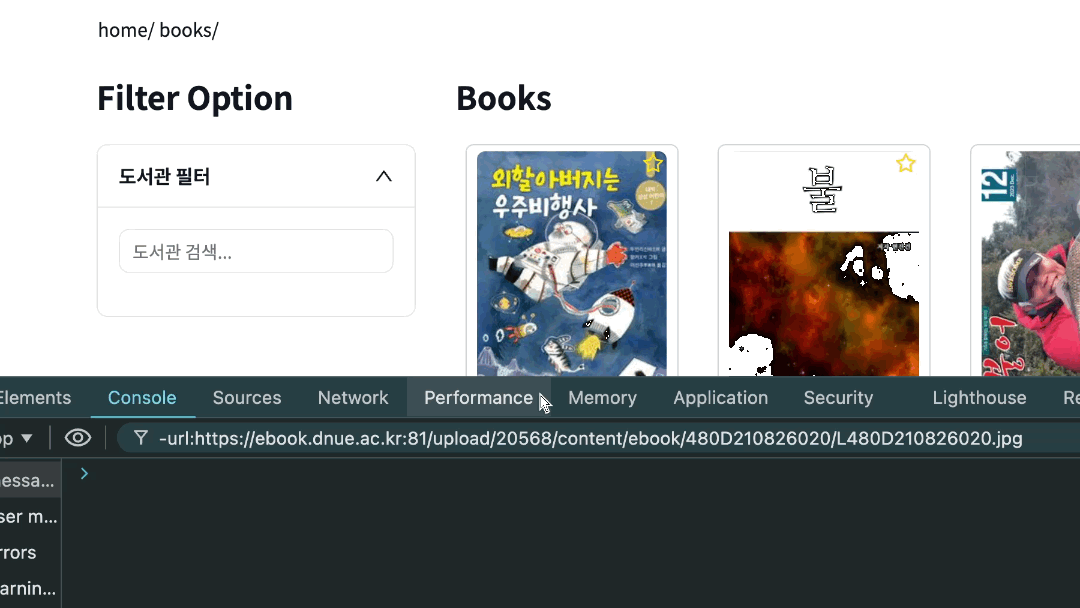 home/ books/
Filter Option
Books
도서관 필터
도서관 검색...
외할아버지는
우주비행사
불
12
Elements Console Sources Network Performance Memory Application Security Lighthouse Re
op ▼ -url:https://ebook.dnue.ac.kr:81/upload/20568/content/ebook/480D210826020/L480D210826020.jpg
essa...
ser m...
rrors
arnin...